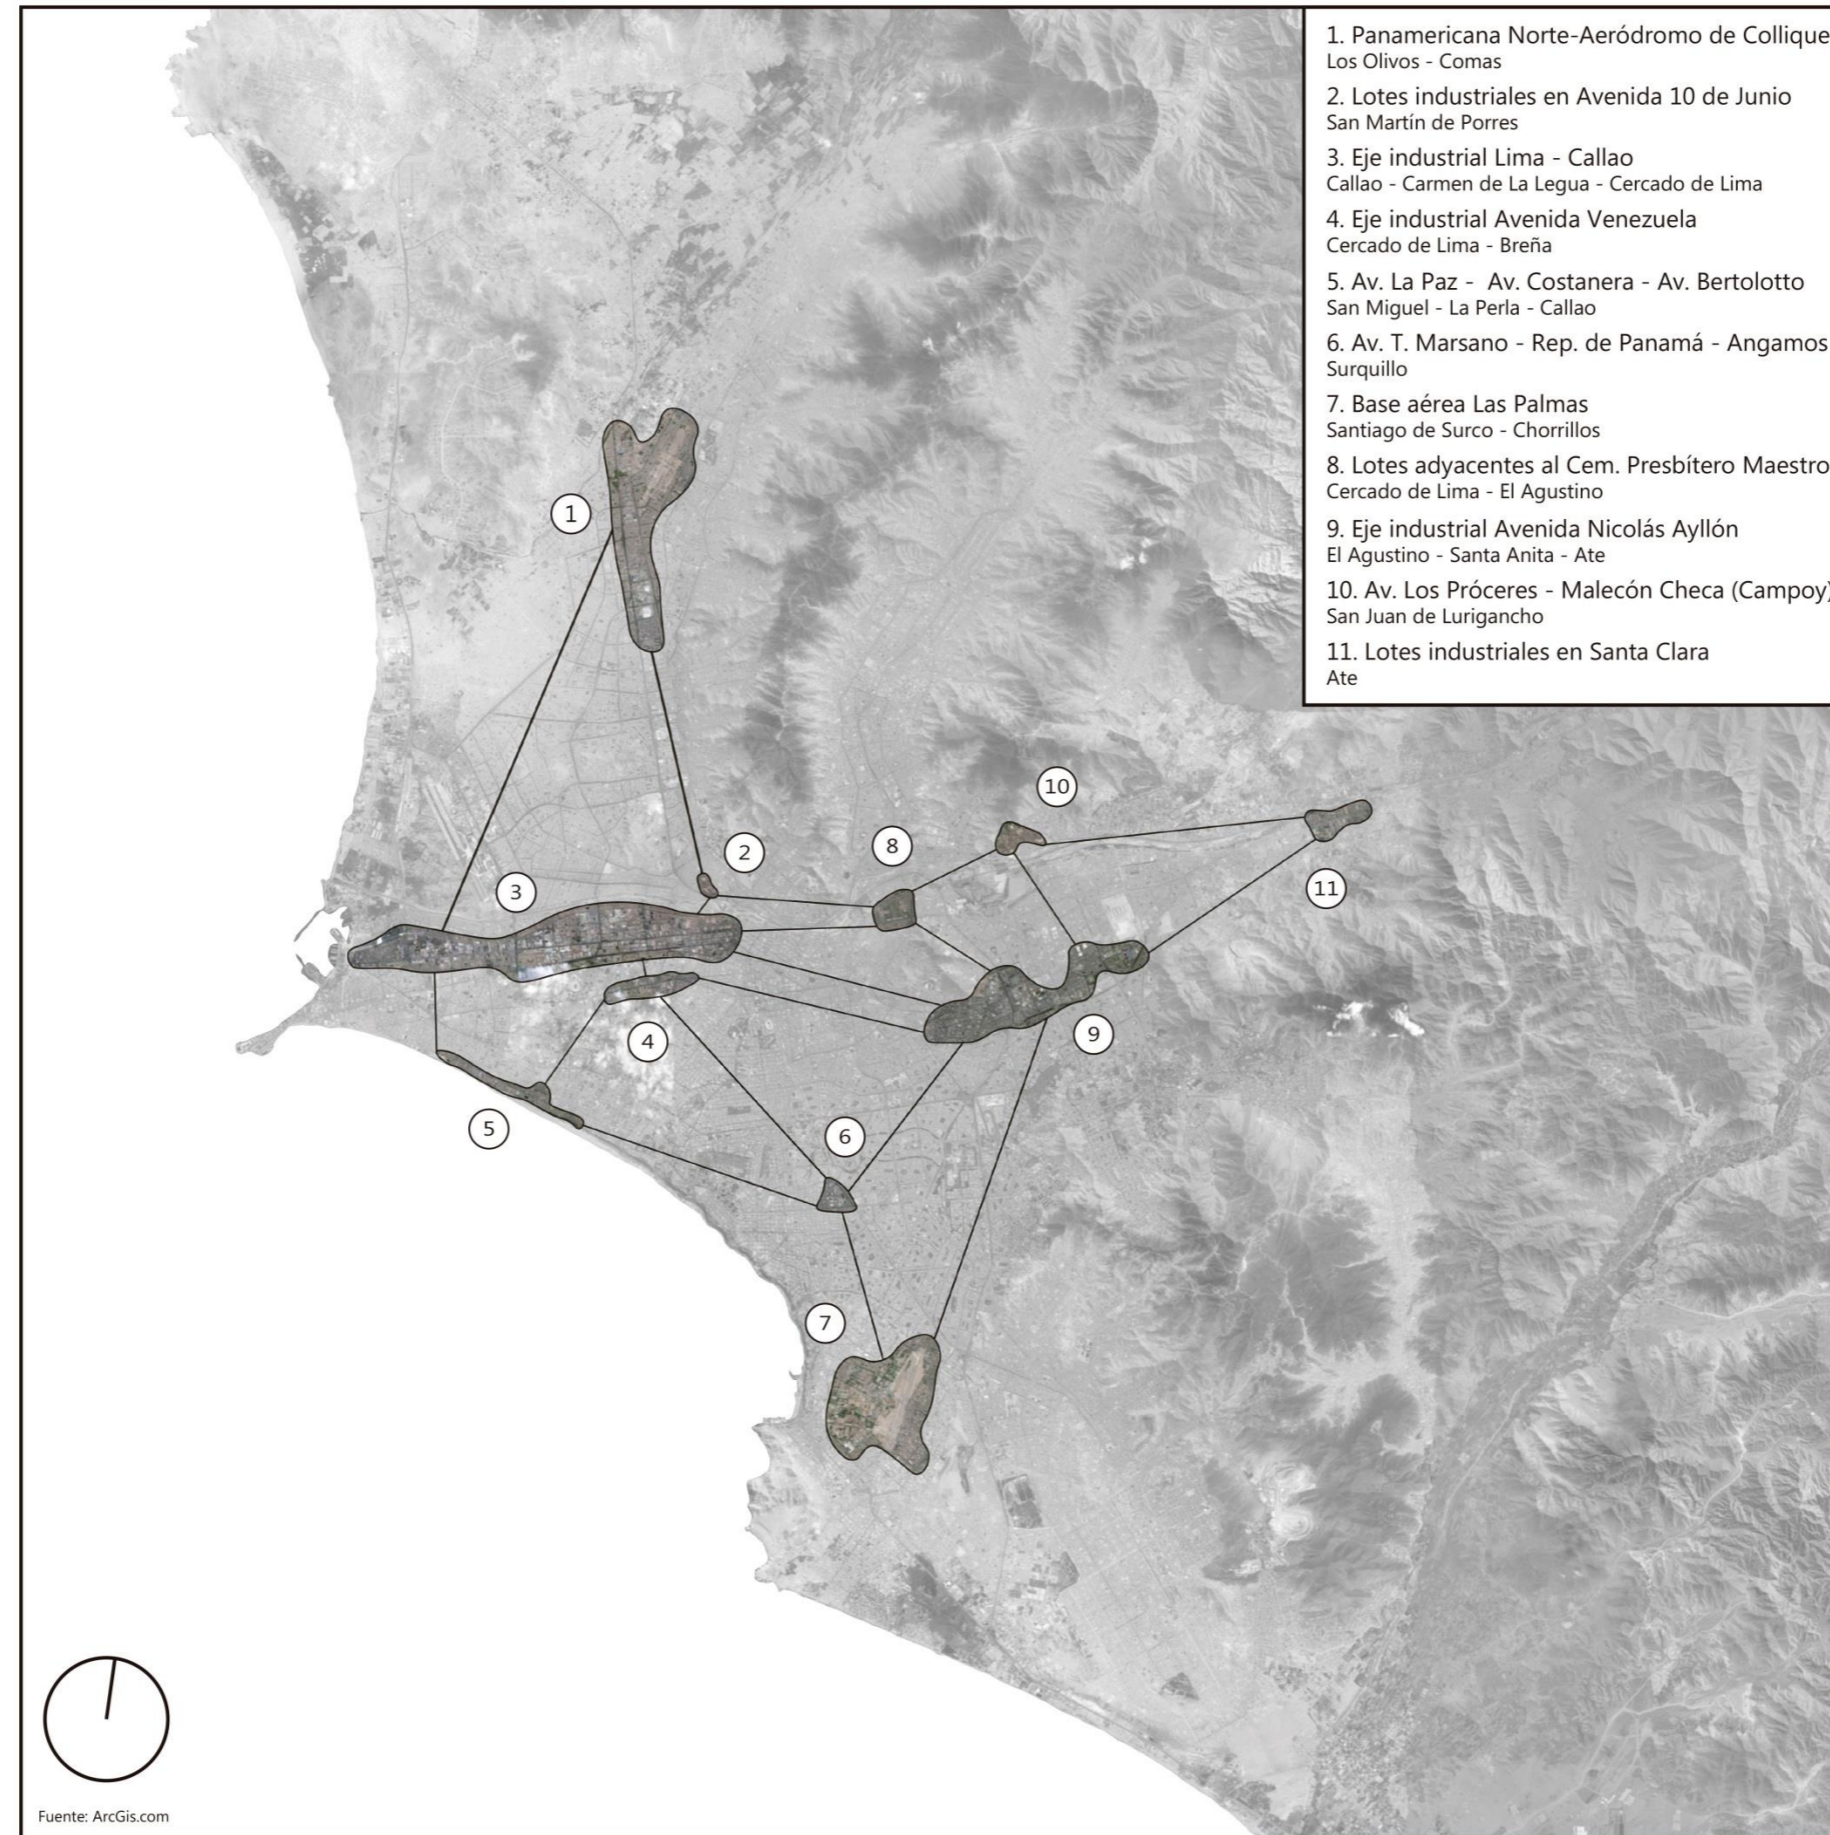 1. Panamericana Norte-Aeródromo de Collique
Los Olivos - Comas
2. Lotes industriales en Avenida 10 de Junio
San Martín de Porres
3. Eje industrial Lima - Callao
Callao - Carmen de La Legua - Cercado de Lima
4. Eje industrial Avenida Venezuela
Cercado de Lima - Breña
5. Av. La Paz - Av. Costanera - Av. Bertolotto
San Miguel - La Perla - Callao
6. Av. T. Marsano - Rep. de Panamá - Angamos
Surquillo
7. Base aérea Las Palmas
Santiago de Surco - Chorrillos
8. Lotes adyacentes al Cem. Presbítero Maestro
Cercado de Lima - El Agustino
9. Eje industrial Avenida Nicolás Ayllón
El Agustino - Santa Anita - Ate
10. Av. Los Próceres - Malecón Checa (Campoy)
San Juan de Lurigancho
11. Lotes industriales en Santa Clara
Ate
1
10
2
8
3
11
9
4
5
6
7
Fuente: ArcGis.com